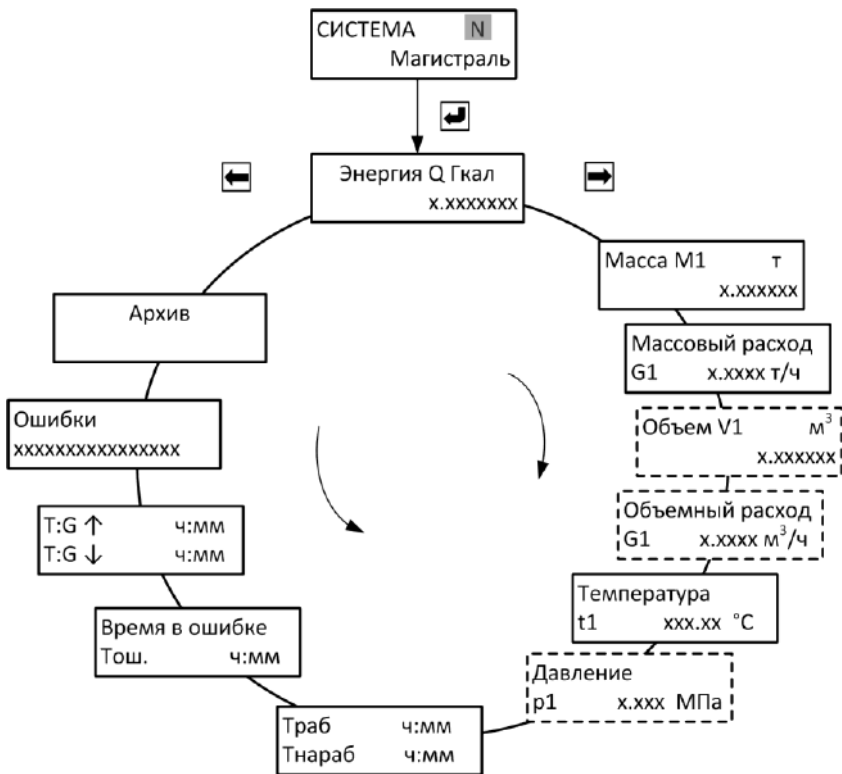 СИСТЕМА N
Магистраль
Энергия Q Гкал
x.xxxxxxx
Масса M1 т
x.xxxxxx
Массовый расход
G1 x.xxxx т/ч
Объем V1 м³
x.xxxxxx
Объемный расход
G1 x.xxxx м³/ч
Температура
t1 xxx.xx °C
Давление
p1 x.xxx МПа
Траб ч:мм
Тнараб ч:мм
Время в ошибке
Тош. ч:мм
T:G ↑ ч:мм
T:G ↓ ч:мм
Ошибки
xxxxxxxxxxxxxxxx
Архив